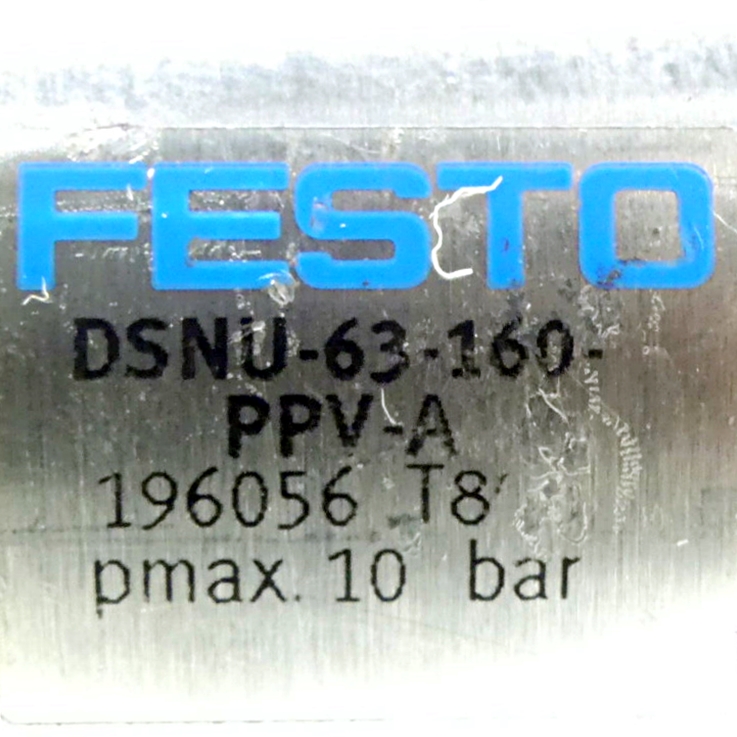 FESTO
DSNU-63-160-
PPV-A
196056 T8
pmax. 10 bar